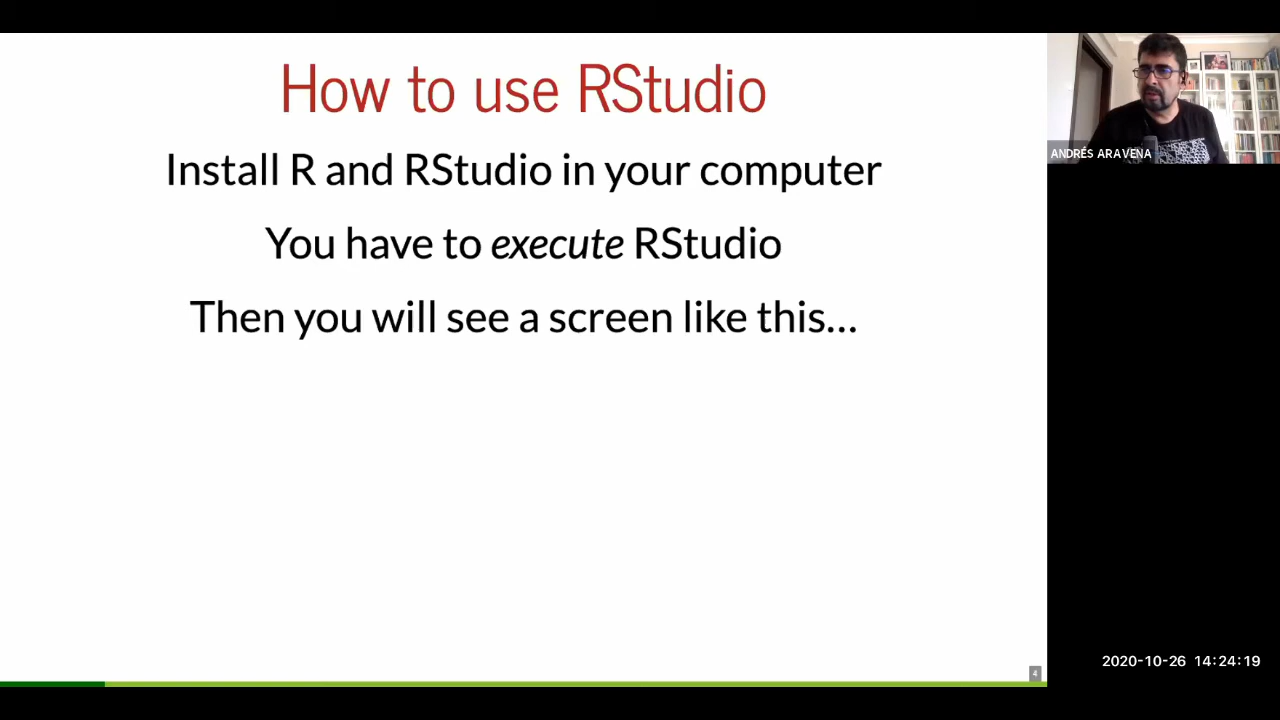 How to use RStudio
Install R and RStudio in your computer
You have to execute RStudio
Then you will see a screen like this...
ANDRÉS ARAVENA
2020-10-26 14:24:19
4